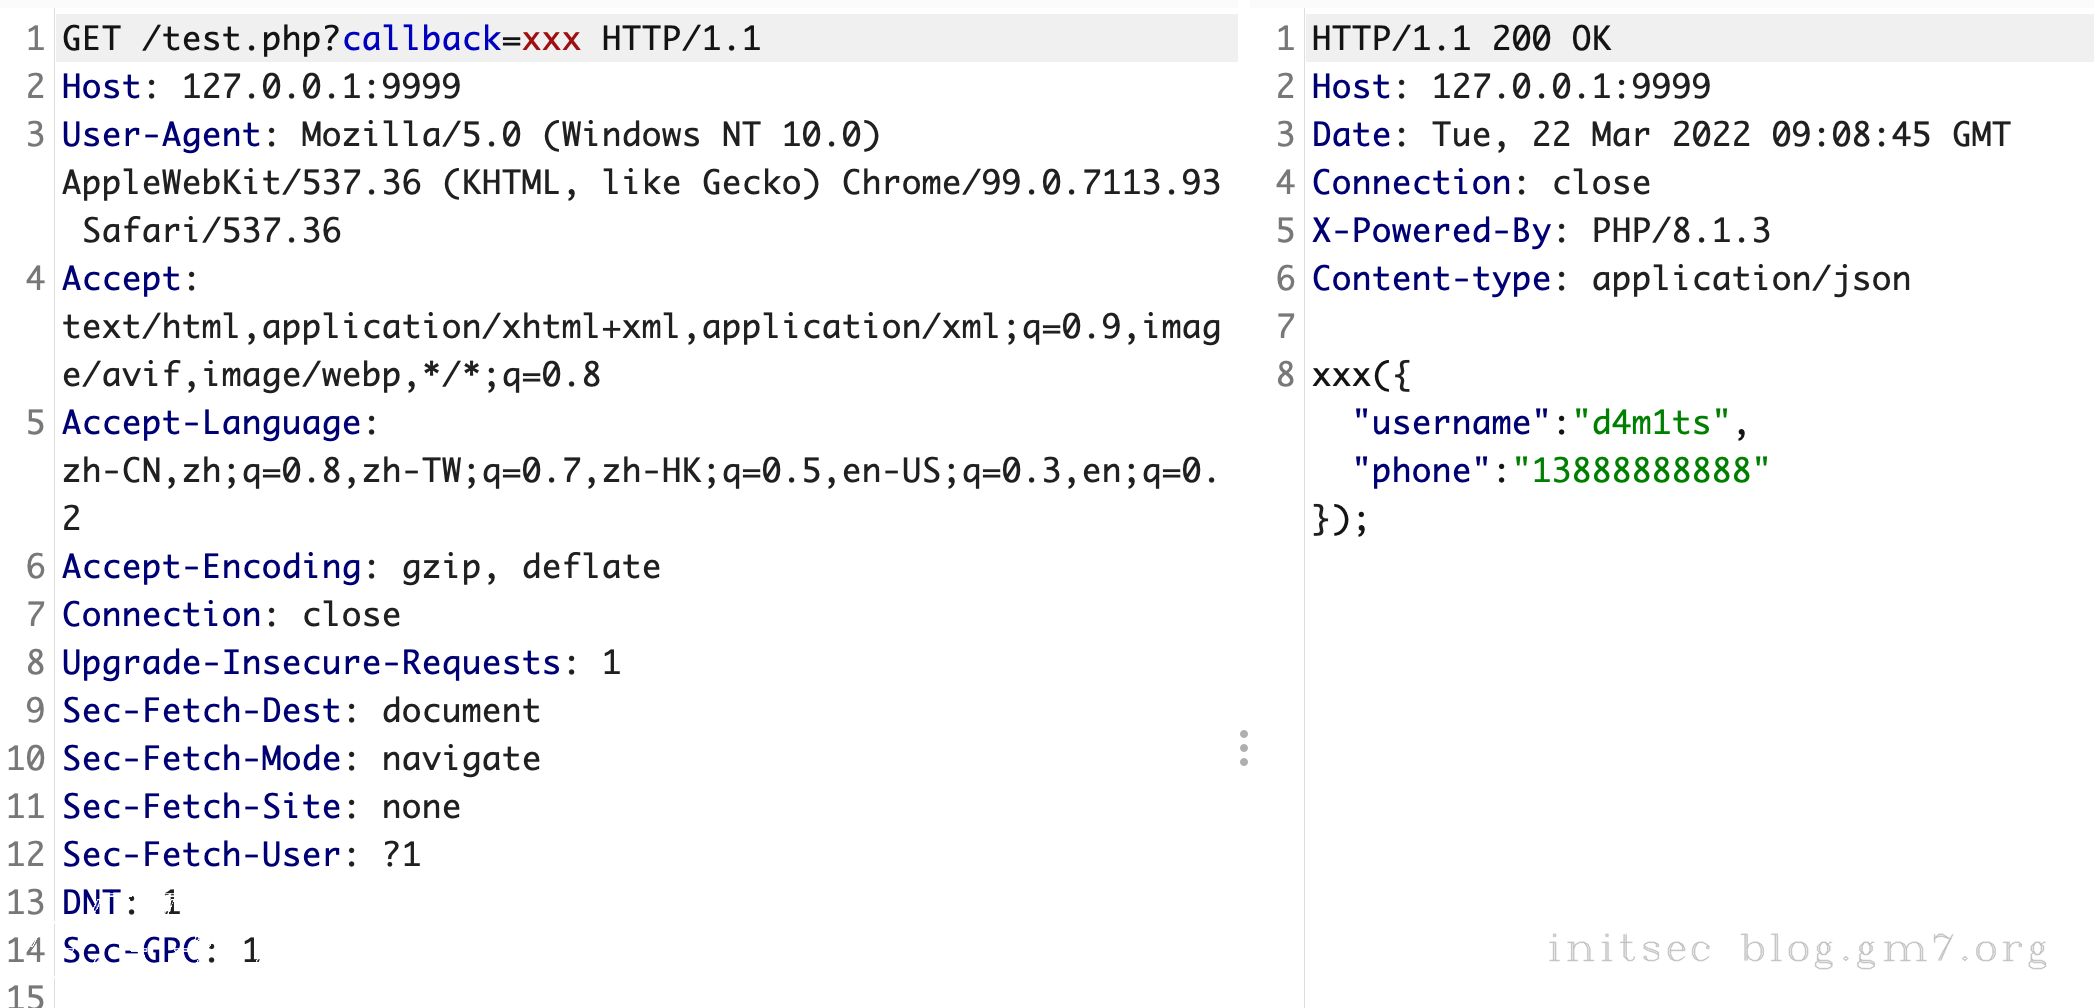 1 GET /test.php?callback=xxx HTTP/1.1
2 Host: 127.0.0.1:9999
3 User-Agent: Mozilla/5.0 (Windows NT 10.0)
AppleWebKit/537.36 (KHTML, like Gecko) Chrome/99.0.7113.93
Safari/537.36
4 Accept:
text/html,application/xhtml+xml,application/xml;q=0.9,imag
e/avif,image/webp,*/*;q=0.8
5 Accept-Language:
zh-CN,zh;q=0.8,zh-TW;q=0.7,zh-HK;q=0.5,en-US;q=0.3,en;q=0.
2
6 Accept-Encoding: gzip, deflate
7 Connection: close
8 Upgrade-Insecure-Requests: 1
9 Sec-Fetch-Dest: document
10 Sec-Fetch-Mode: navigate
11 Sec-Fetch-Site: none
12 Sec-Fetch-User: ?1
13 DNT: 1
14 Sec-GPC: 1
15
1 HTTP/1.1 200 OK
2 Host: 127.0.0.1:9999
3 Date: Tue, 22 Mar 2022 09:08:45 GMT
4 Connection: close
5 X-Powered-By: PHP/8.1.3
6 Content-type: application/json
7
8 xxx({
"username":"d4m1ts",
"phone":"13888888888"
});
initsec blog.gm7.org